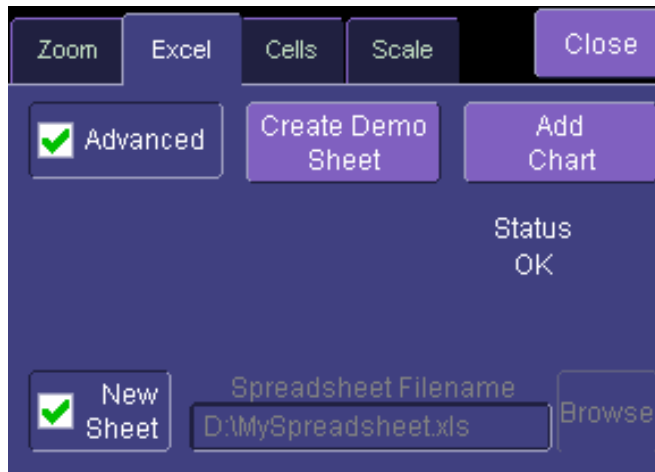 Zoom Excel Cells Scale Close
Advanced
Create Demo
Sheet
Add
Chart
Status
OK
New
Sheet
Spreadsheet Filename
D:\MySpreadsheet.xls
Browse